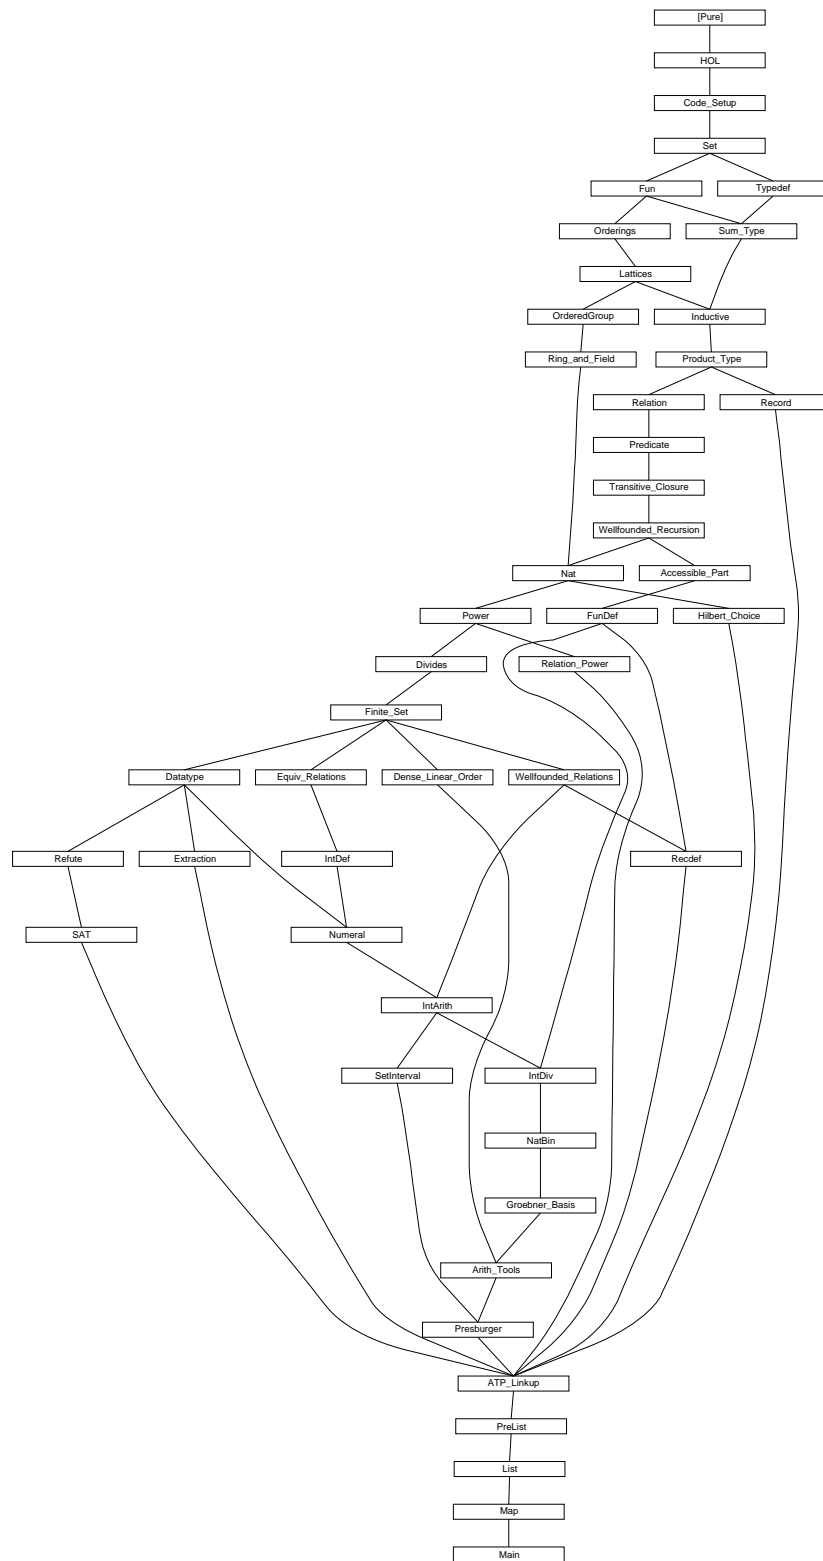 [Pure]
HOL
Code_Setup
Set
Fun
Typedef
Orderings
Sum_Type
Lattices
OrderedGroup
Inductive
Ring_and_Field
Product_Type
Relation
Record
Predicate
Transitive_Closure
Wellfounded_Recursion
Nat
Accessible_Part
Power
FunDef
Hilbert_Choice
Divides
Relation_Power
Finite_Set
Datatype
Equiv_Relations
Dense_Linear_Order
Wellfounded_Relations
Refute
Extraction
IntDef
Recdef
SAT
Numeral
IntArith
SetInterval
IntDiv
NatBin
Groebner_Basis
Arith_Tools
Presburger
ATP_Linkup
PreList
List
Map
Main